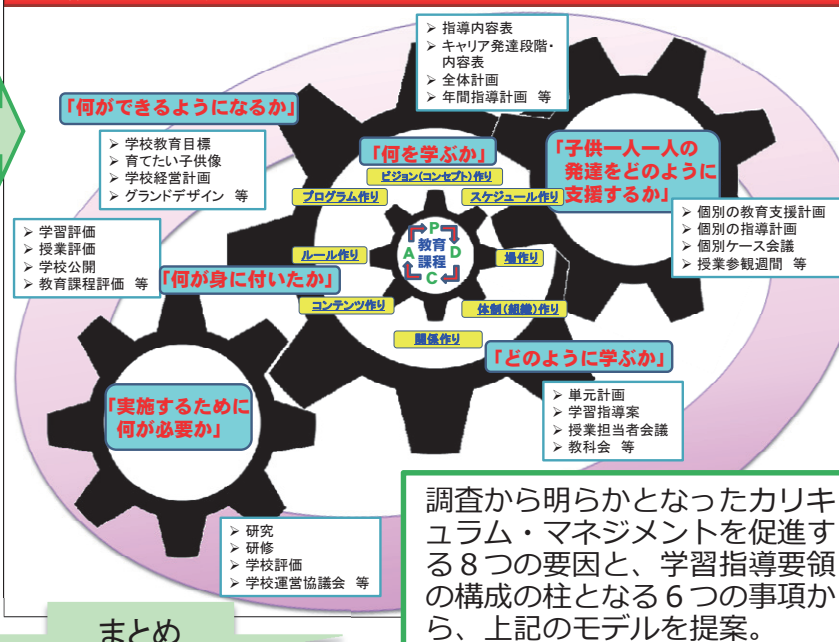 ➢ 指導内容表
➢ キャリア発達段階・
内容表
➢ 全体計画
➢ 年間指導計画 等
「何ができるようになるか」
➢ 学校教育目標
➢ 育てたい子供像
➢ 学校経営計画
➢ グランドデザイン 等
「何を学ぶか」
「子供一人一人の
発達をどのように
支援するか」
➢ 個別の教育支援計画
➢ 個別の指導計画
➢ 個別ケース会議
➢ 授業参観週間 等
ビジョン(コンセプト)作り
プログラム作り
スケジュール作り
ルール作り
場作り
コンテンツ作り
体制(組織)作り
関係作り
P
A 教育 D
課程
C
➢ 学習評価
➢ 授業評価
➢ 学校公開
➢ 教育課程評価 等
「何が身に付いたか」
「どのように学ぶか」
➢ 単元計画
➢ 学習指導案
➢ 授業担当者会議
➢ 教科会 等
「実施するために
何が必要か」
➢ 研究
➢ 研修
➢ 学校評価
➢ 学校運営協議会 等
調査から明らかとなったカリキ
ュラム・マネジメントを促進す
る８つの要因と、学習指導要領
の構成の柱となる６つの事項か
ら、上記のモデルを提案。
まとめ